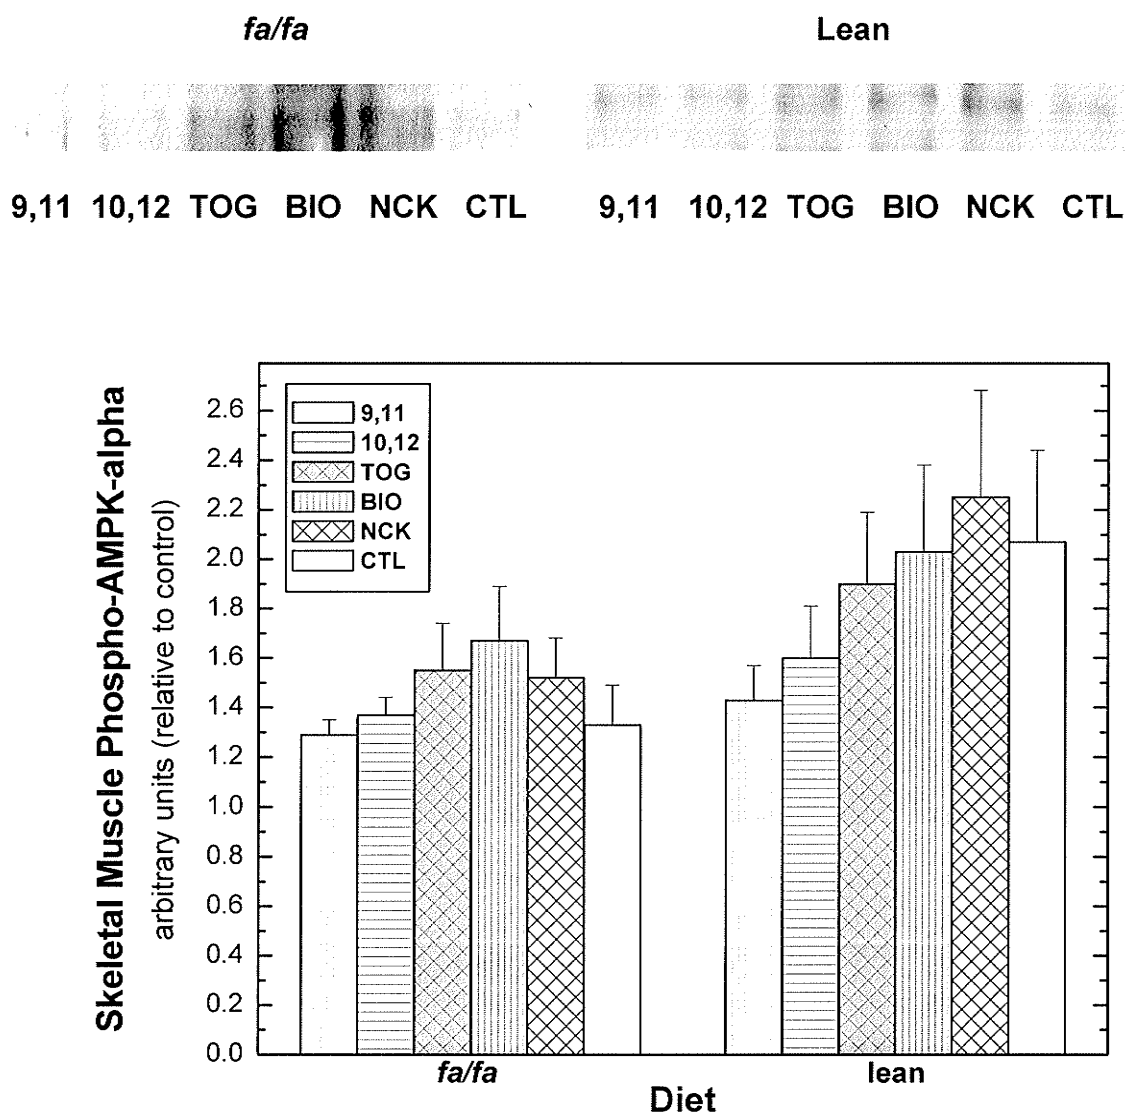 fa/fa Lean
9,11 10,12 TOG BIO NCK CTL 9,11 10,12 TOG BIO NCK CTL
Skeletal Muscle Phospho-AMPK-alpha
arbitrary units (relative to control)
2.6
2.4
2.2
2.0
1.8
1.6
1.4
1.2
1.0
0.8
0.6
0.4
0.2
0.0
9,11
10,12
TOG
BIO
NCK
CTL
fa/fa lean
Diet